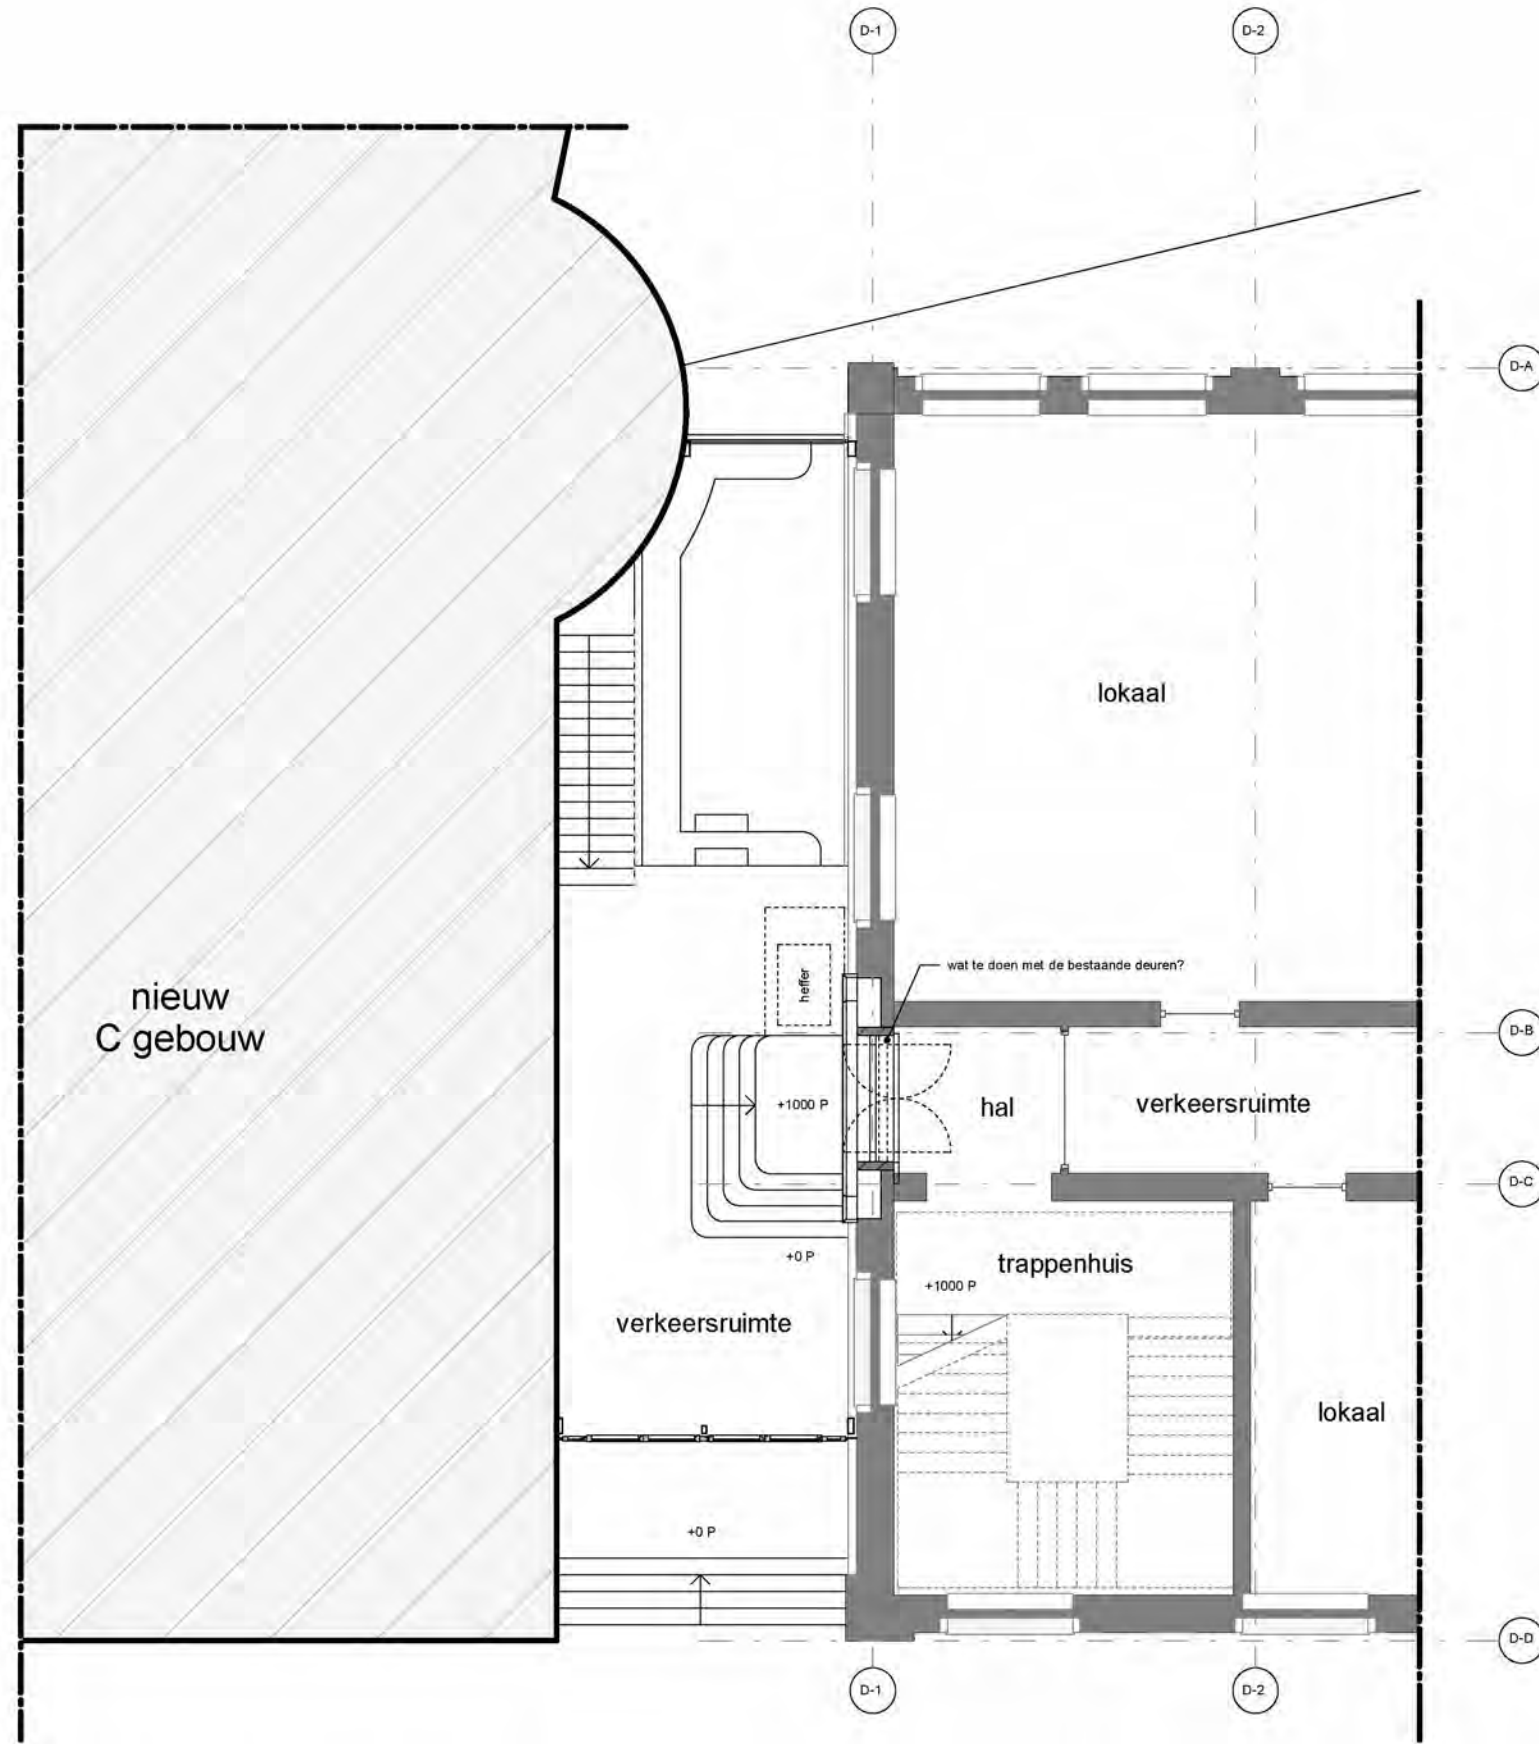 D-1
D-2
D-A
lokaal
wat te doen met de bestaande deuren?
heffer
nieuw
C gebouw
D-B
+1000 P
hal
verkeersruimte
D-C
+0 P
trappenhuis
+1000 P
verkeersruimte
lokaal
+0 P
D-D
D-1
D-2